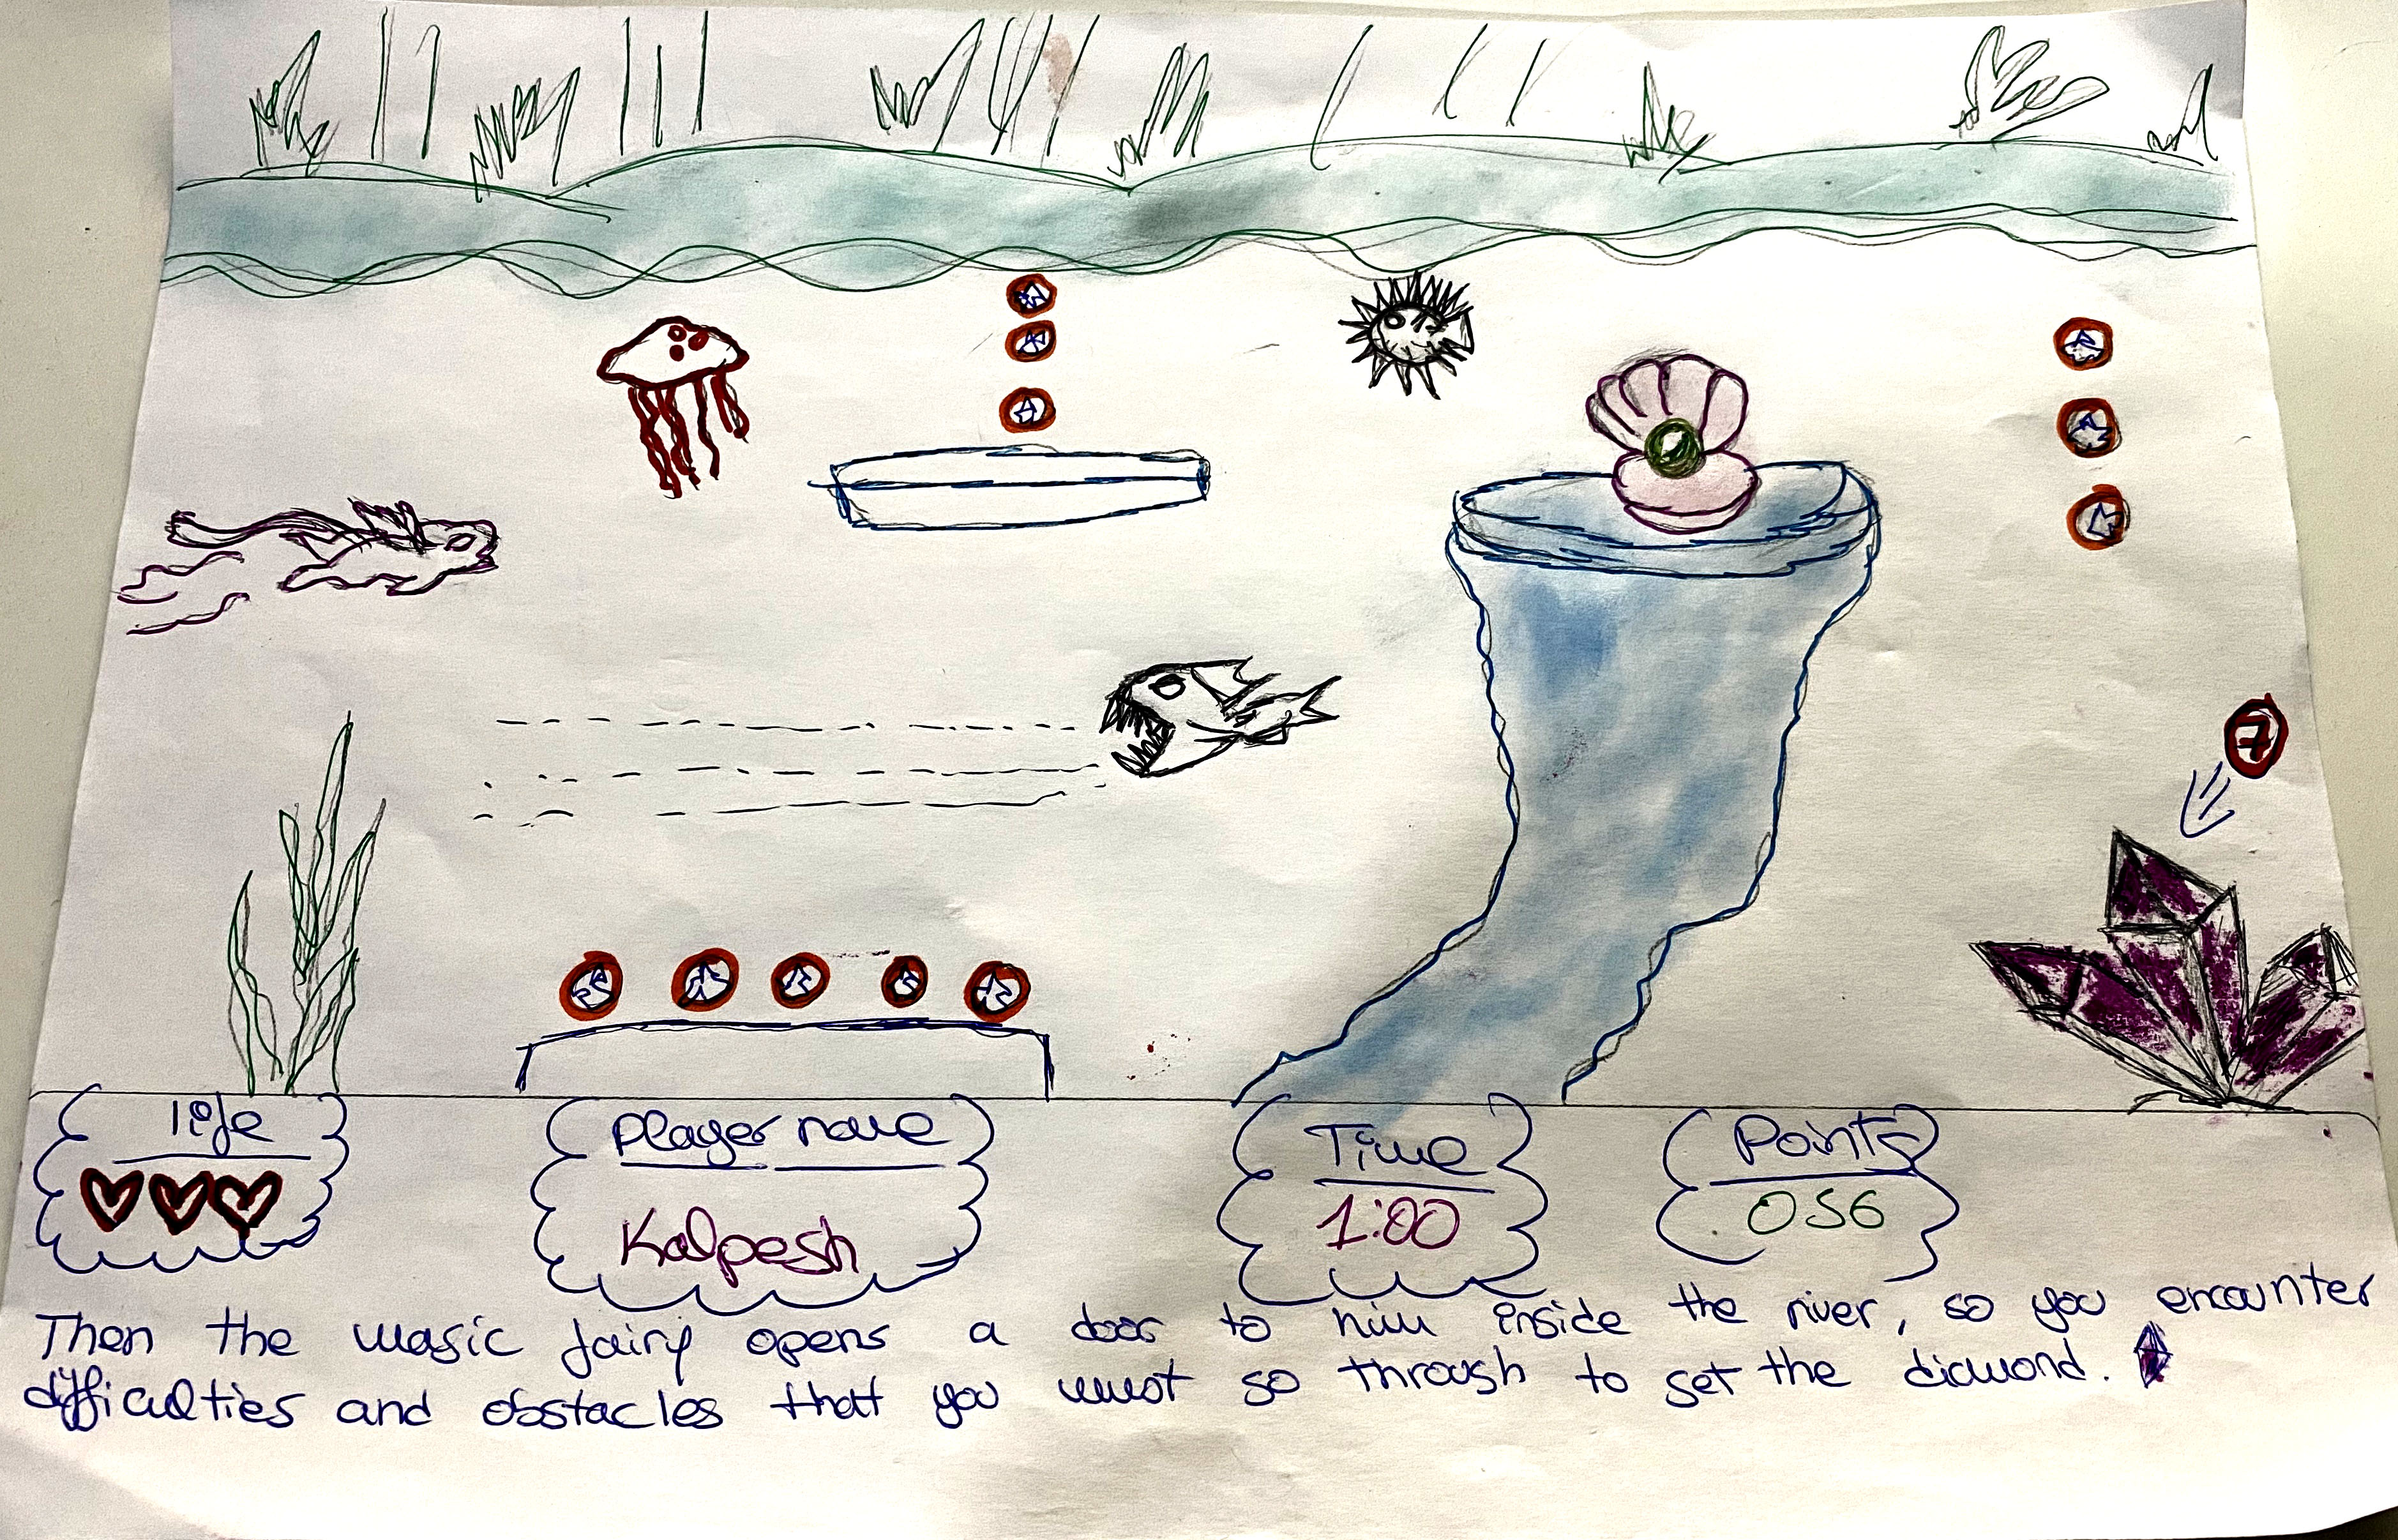 7
life
Player name
Time
Points
Kalpesh
1:00
056
Then the magic fairy opens a door to him inside the river, so you encounter
difficulties and obstacles that you must go through to get the diamond.